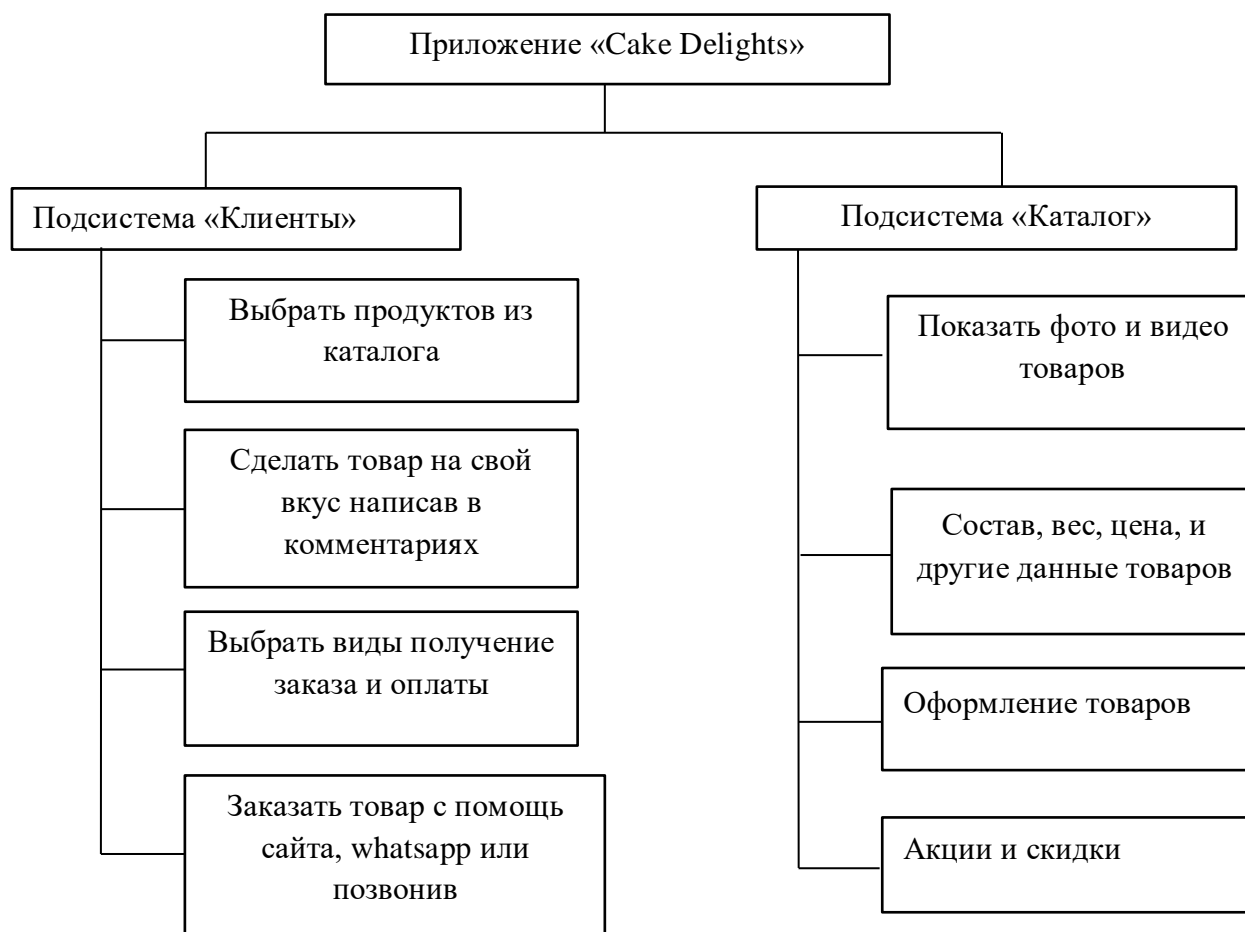 Приложение «Cake Delights»
Подсистема «Клиенты»
Выбрать продуктов из
каталога
Сделать товар на свой
вкус написав в
комментариях
Выбрать виды получение
заказа и оплаты
Заказать товар с помощь
сайта, whatsapp или
позвонив
Подсистема «Каталог»
Показать фото и видео
товаров
Состав, вес, цена, и
другие данные товаров
Оформление товаров
Акции и скидки